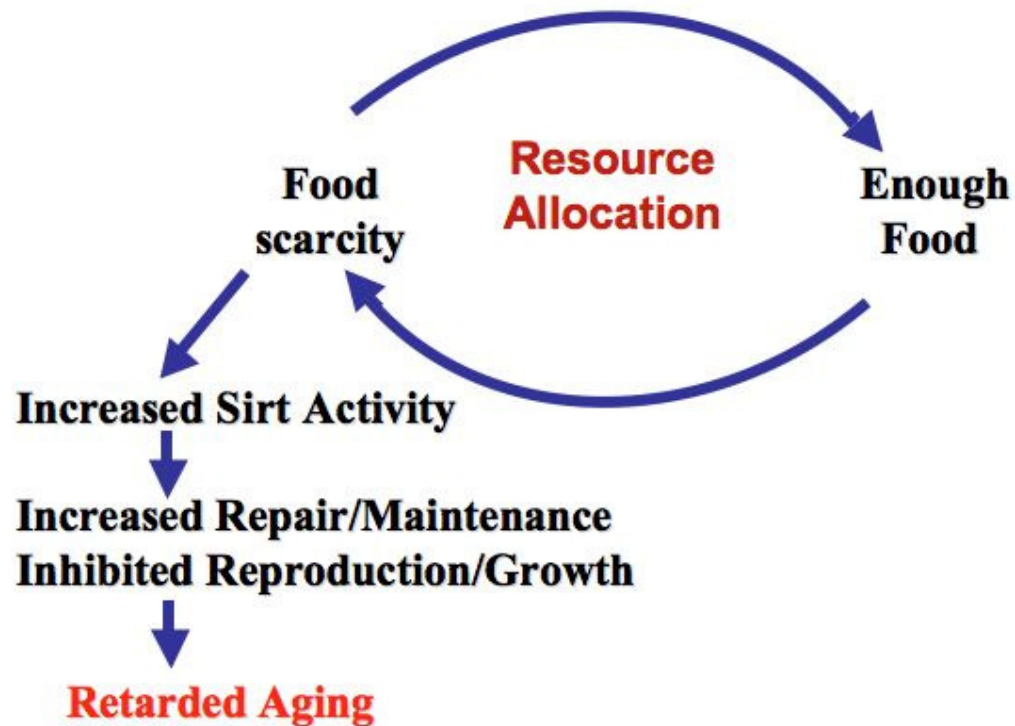 Resource
Allocation
Food
scarcity
Enough
Food
Increased Sirt Activity
Increased Repair/Maintenance
Inhibited Reproduction/Growth
Retarded Aging